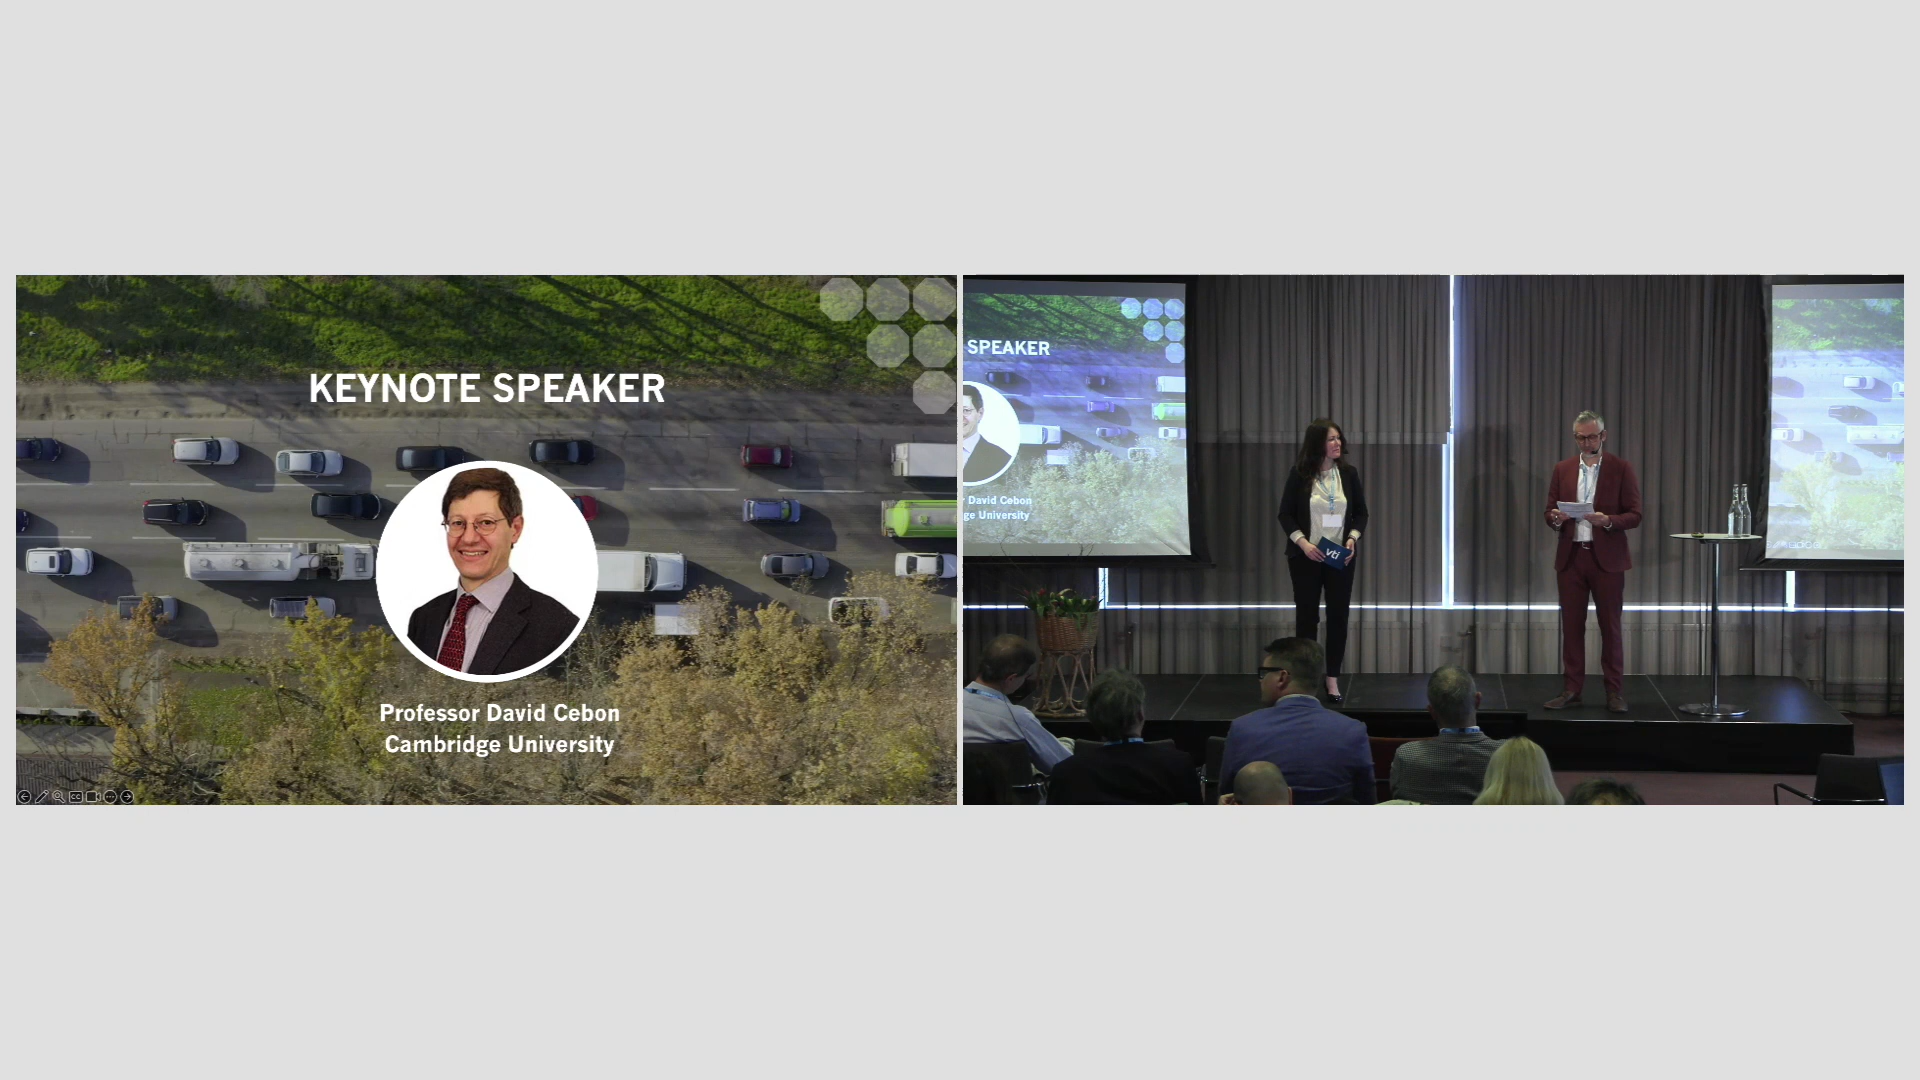 KEYNOTE SPEAKER
Professor David Cebon
Cambridge University
SPEAKER
David Cebon
ge University
vti